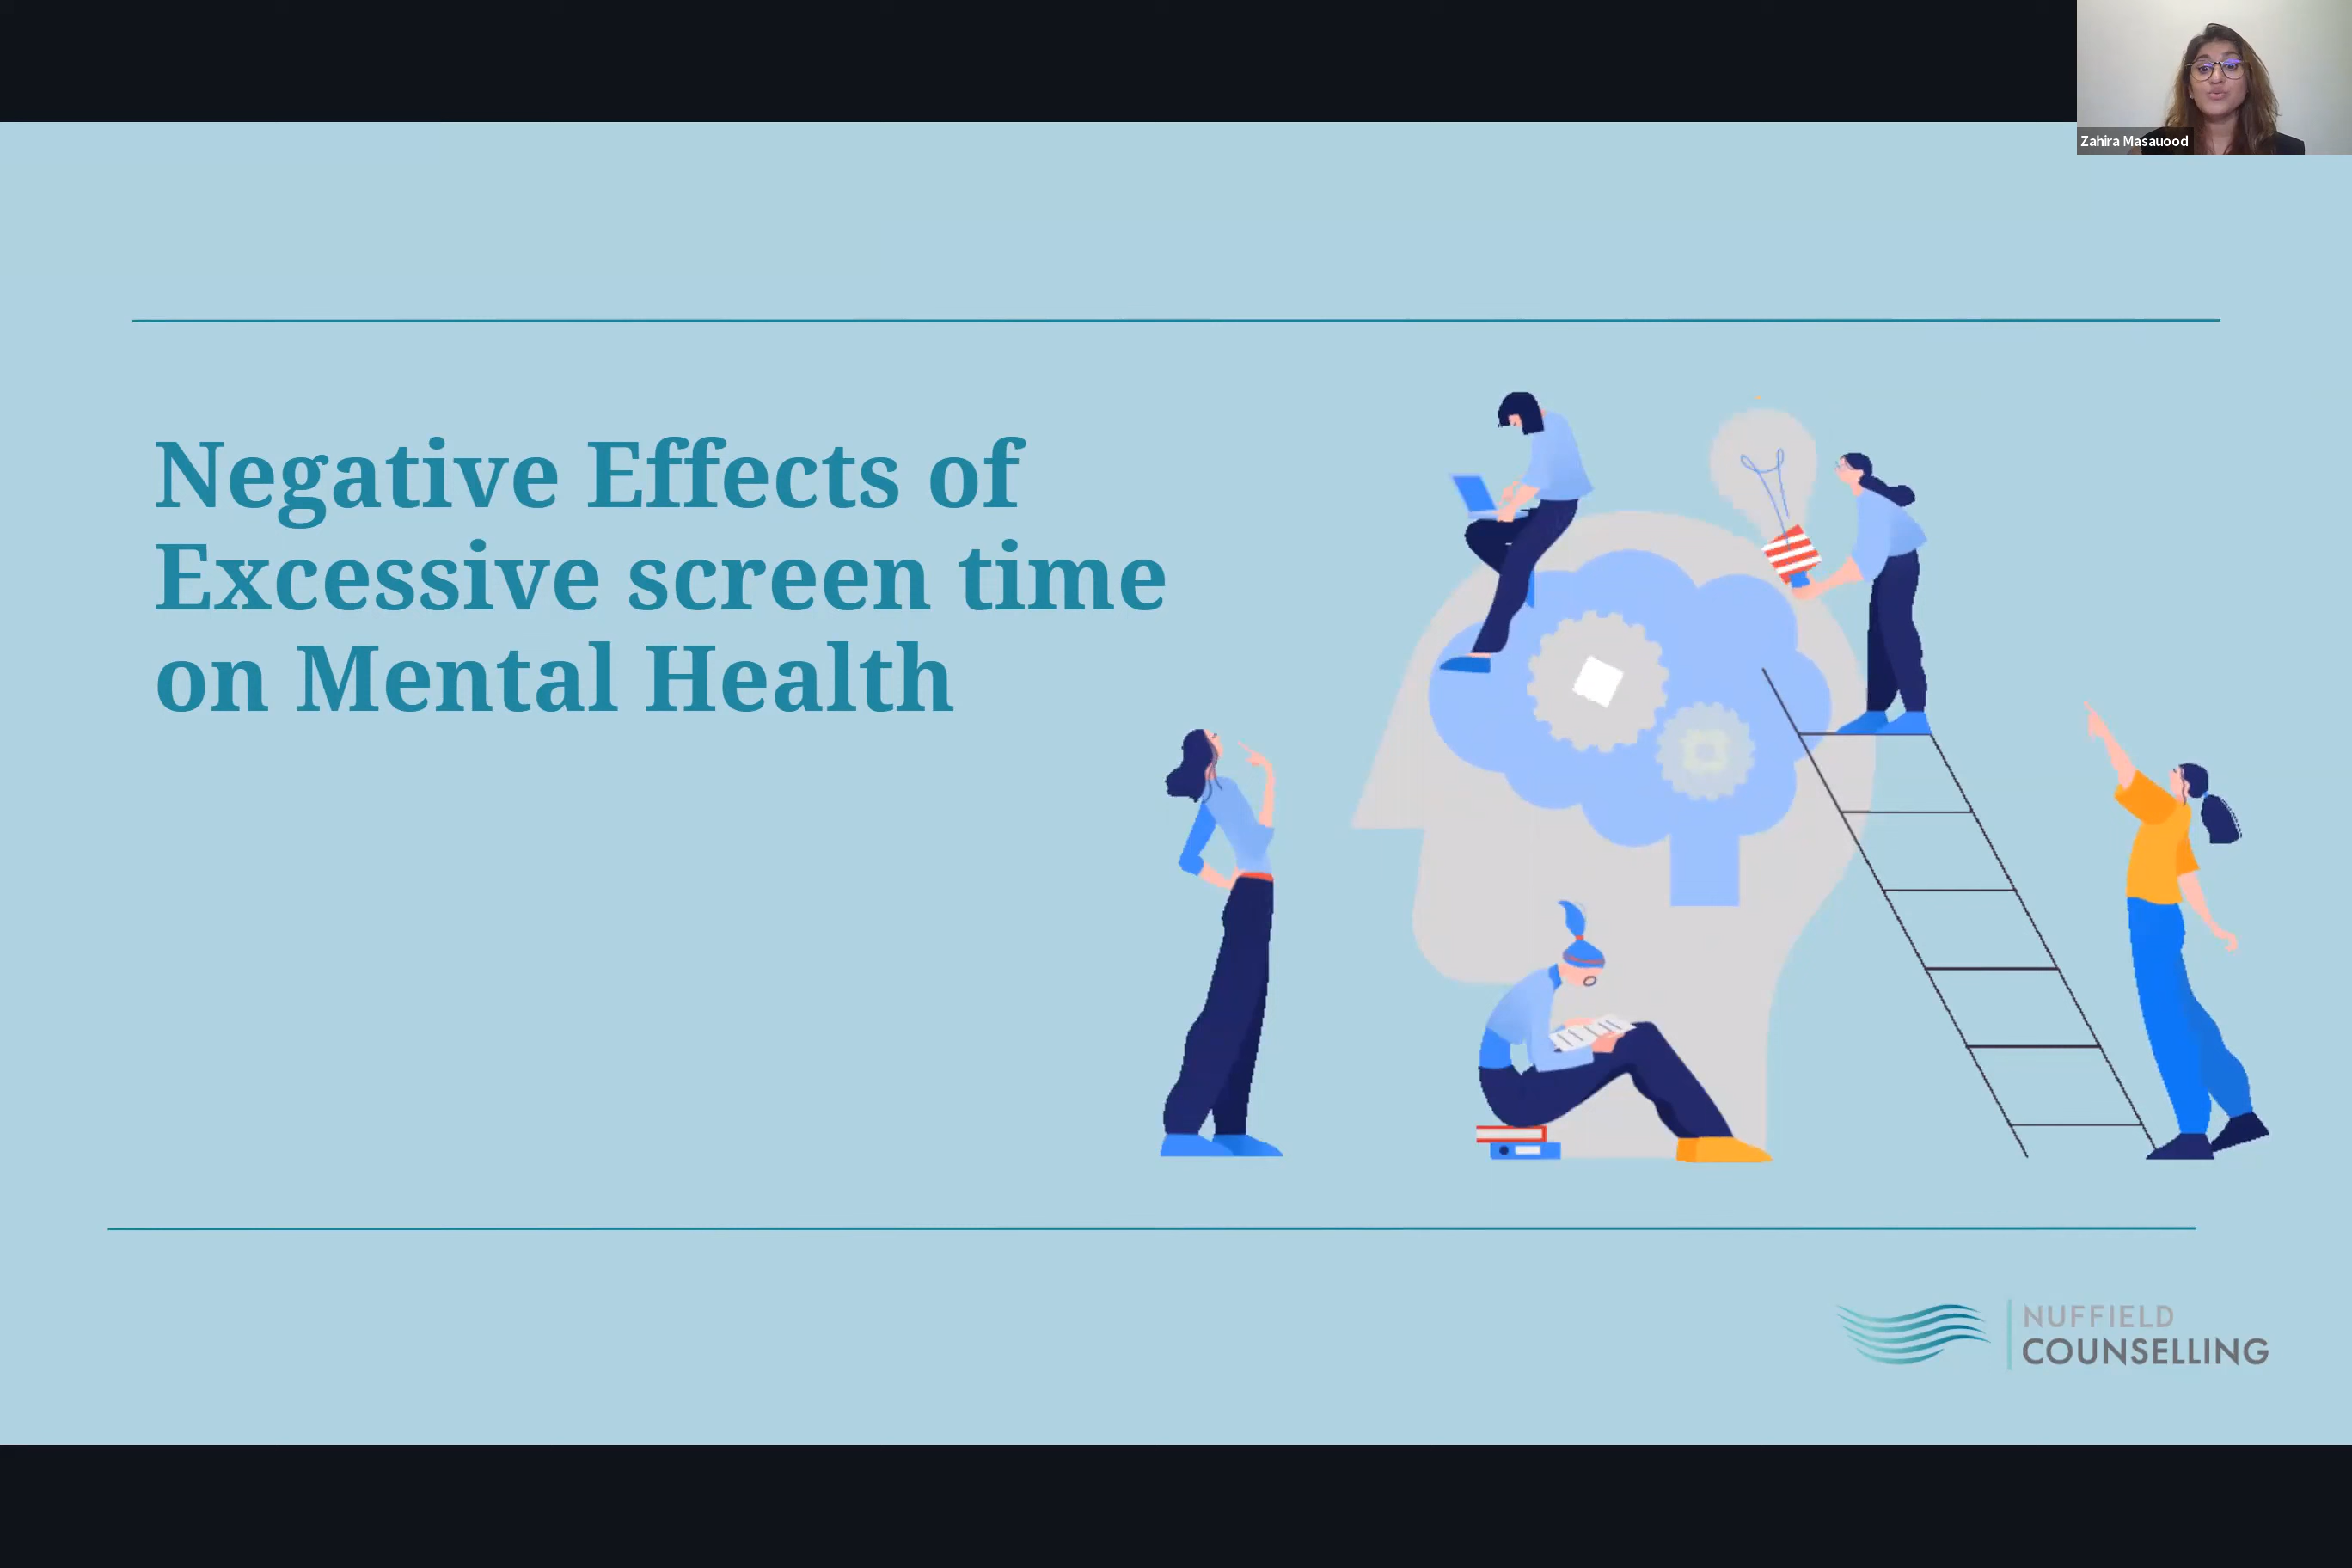 Zahira Masauood
Negative Effects of
Excessive screen time
on Mental Health
NUFFIELD
COUNSELLING